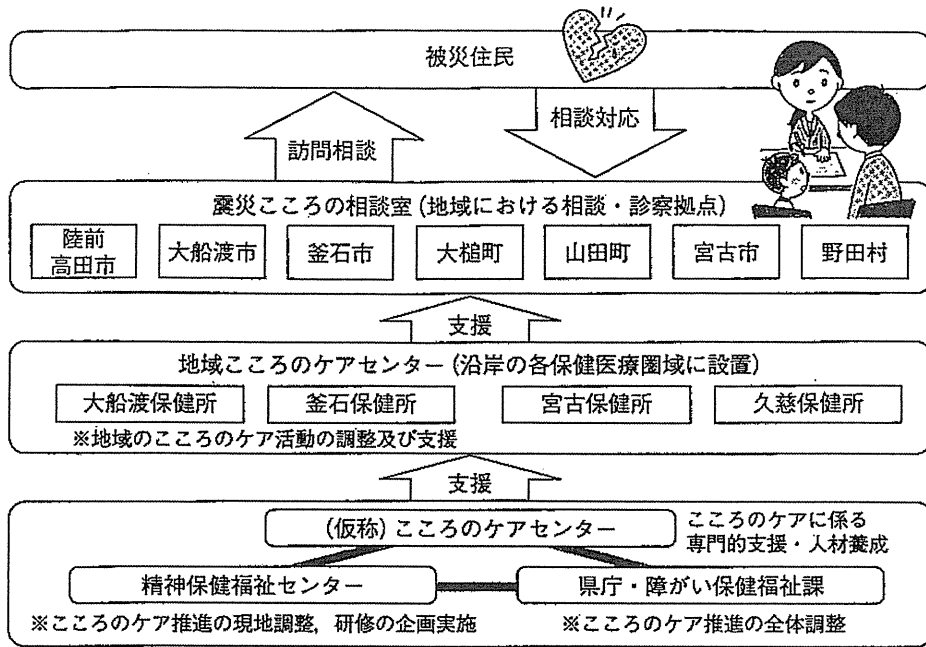 被災住民
訪問相談
相談対応
震災こころの相談室(地域における相談・診察拠点)
陸前
高田市
大船渡市
釜石市
大槌町
山田町
宮古市
野田村
支援
地域こころのケアセンター(沿岸の各保健医療圏域に設置)
大船渡保健所
釜石保健所
宮古保健所
久慈保健所
※地域のこころのケア活動の調整及び支援
支援
(仮称)こころのケアセンター
こころのケアに係る
専門的支援・人材養成
精神保健福祉センター
県庁・障がい保健福祉課
※こころのケア推進の現地調整,研修の企画実施
※こころのケア推進の全体調整